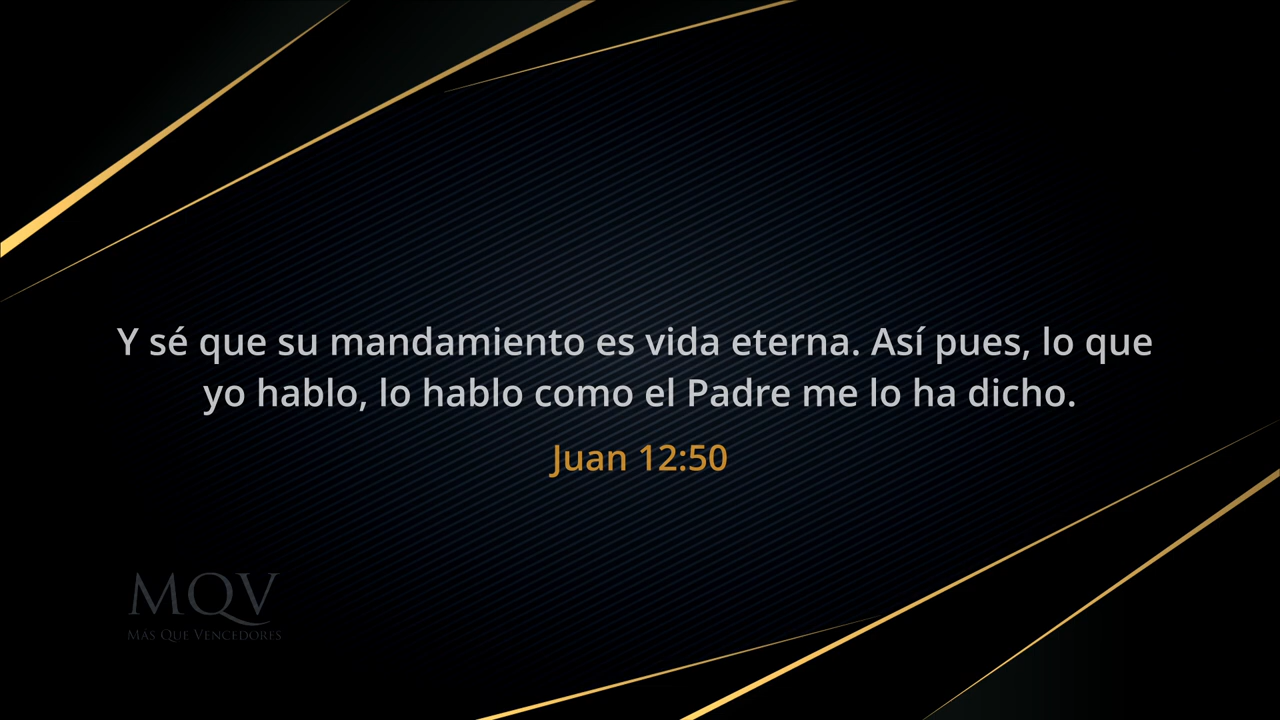 Y sé que su mandamiento es vida eterna. Así pues, lo que
yo hablo, lo hablo como el Padre me lo ha dicho.
Juan 12:50
MQV
Más Que Vencedores